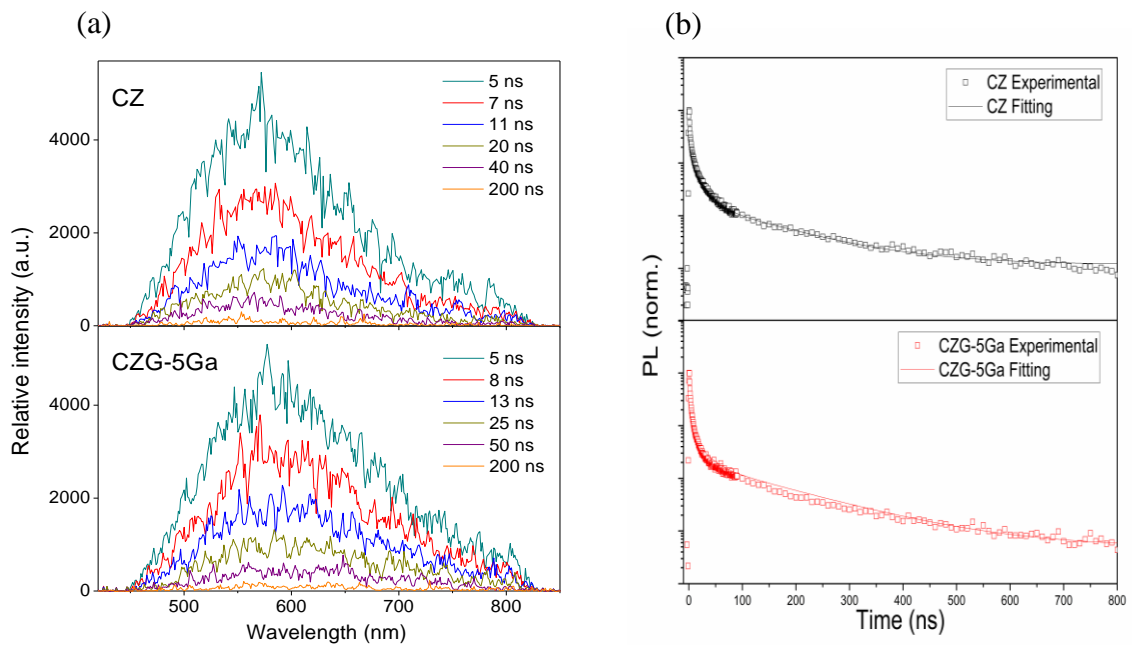 (a)
CZ
5 ns
7 ns
11 ns
20 ns
40 ns
200 ns
4000
2000
0
CZG-5Ga
5 ns
8 ns
13 ns
25 ns
50 ns
200 ns
4000
2000
0
Relative intensity (a.u.)
500 600 700 800
Wavelength (nm)
(b)
CZ Experimental
CZ Fitting
CZG-5Ga Experimental
CZG-5Ga Fitting
PL (norm.)
0 100 200 300 400 500 600 700 800
Time (ns)